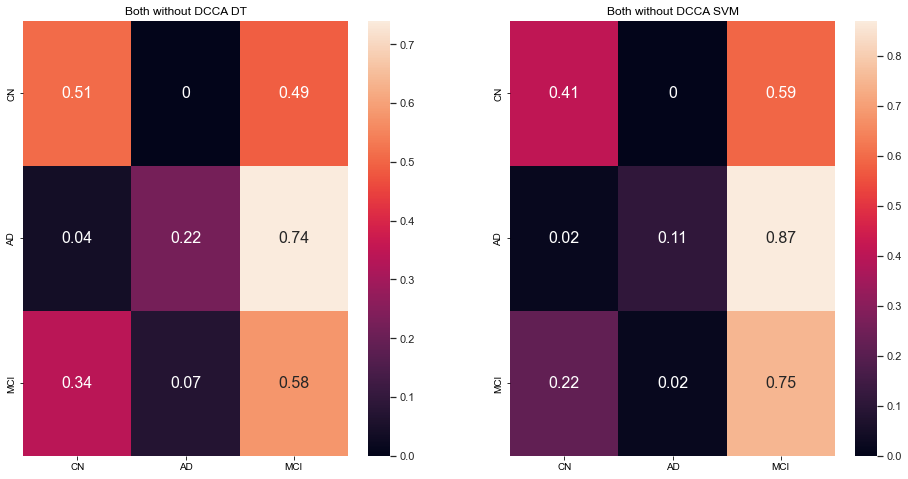 Both without DCCA DT
CN
0.51 0 0.49
AD
0.04 0.22 0.74
MCI
0.34 0.07 0.58
CN AD MCI
0.7
0.6
0.5
0.4
0.3
0.2
0.1
0.0
Both without DCCA SVM
CN
0.41 0 0.59
AD
0.02 0.11 0.87
MCI
0.22 0.02 0.75
CN AD MCI
0.8
0.7
0.6
0.5
0.4
0.3
0.2
0.1
0.0